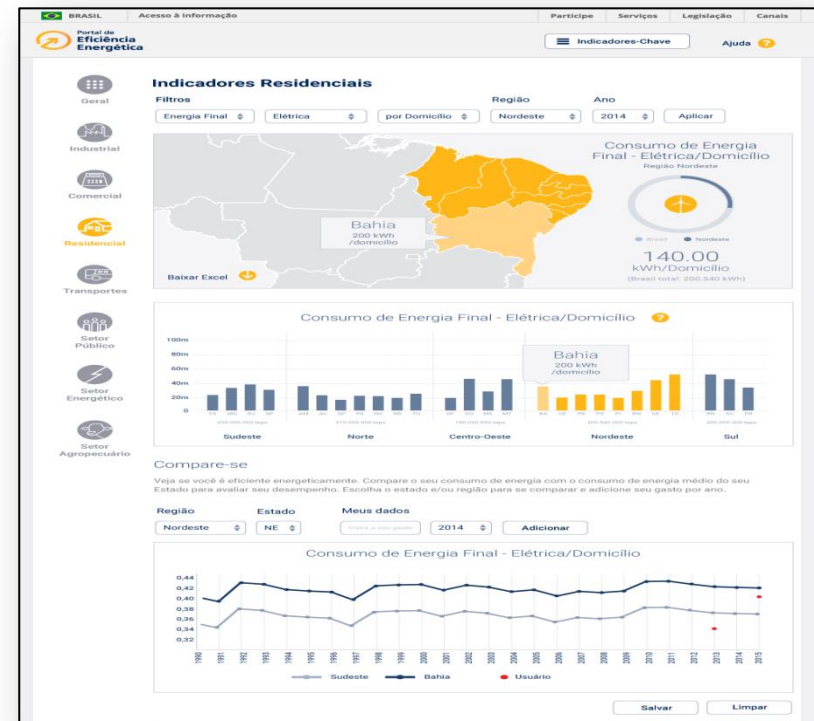 BRASIL Acesso à informação Participe Serviços Legislação Canais
Portal de
Eficiência
Energética
Indicadores-Chave
Ajuda ?
Geral
Industrial
Comercial
Residencial
Transportes
Setor
Público
Setor
Energético
Setor
Agropecuário
Indicadores Residenciais
Filtros Região Ano
Energia Final Elétrica por Domicílio Nordeste 2014 Aplicar
Bahia
200 kWh
/domicílio
Baixar Excel
Consumo de Energia
Final - Elétrica/Domicílio
Região Nordeste
Brasil Nordeste
140.00
kWh/Domicílio
(Brasil total: 200.540 kWh)
Consumo de Energia Final - Elétrica/Domicílio ?
100m
80m
60m
40m
20m
0
Bahia
200 kWh
/domicílio
Sudeste Norte Centro-Oeste Nordeste Sul
Compare-se
Veja se você é eficiente energeticamente. Compare o seu consumo de energia com o consumo de energia médio do seu
Estado para avaliar seu desempenho. Escolha o estado e/ou região para se comparar e adicione seu gasto por ano.
Região Estado Meus dados
Nordeste NE 2014 Adicionar
Consumo de Energia Final - Elétrica/Domicílio
0,44
0,42
0,40
0,38
0,36
0,34
0,32
1990 1991 1992 1993 1994 1995 1996 1997 1998 1999 2000 2001 2002 2003 2004 2005 2006 2007 2008 2009 2010 2011 2012 2013 2014 2015
Sudeste Bahia Usuário
Salvar Limpar